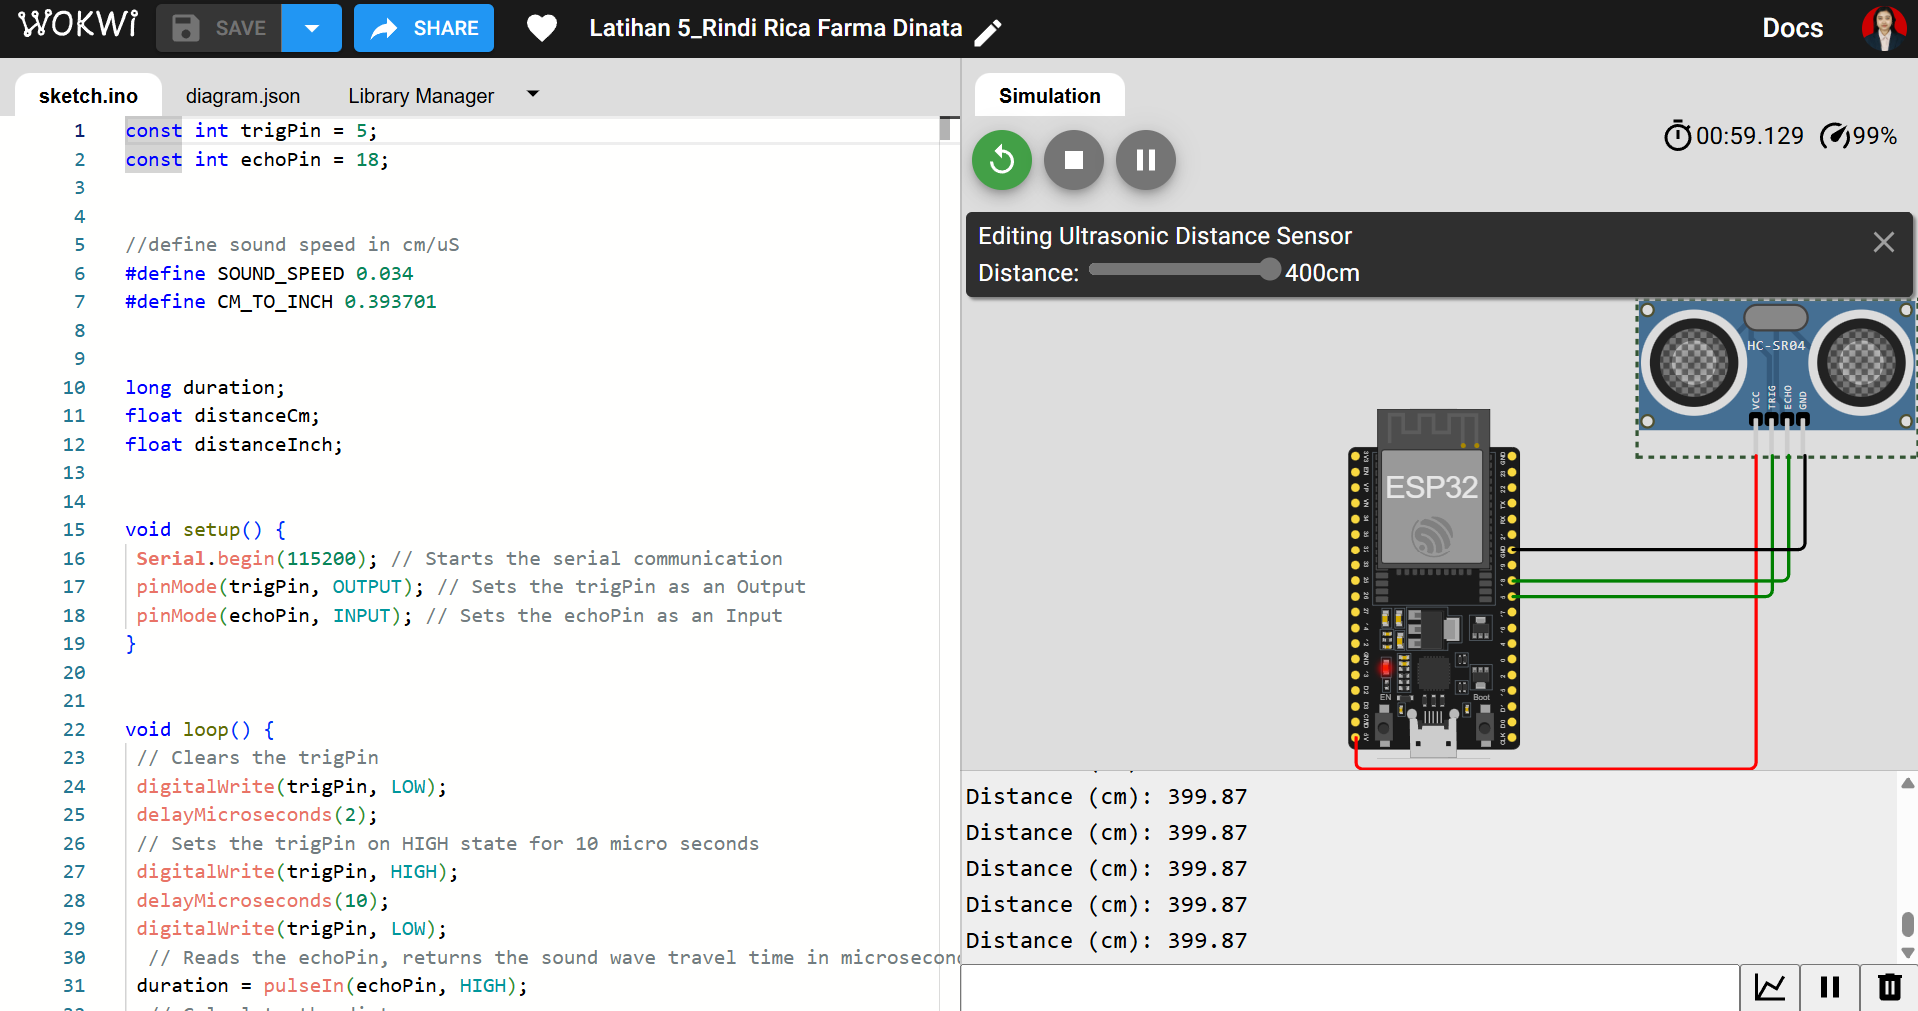 WOKWI
SAVE
SHARE
Latihan 5_Rindi Rica Farma Dinata
Docs
sketch.ino
diagram.json
Library Manager
1 const int trigPin = 5;
2 const int echoPin = 18;
3
4
5 //define sound speed in cm/uS
6 #define SOUND_SPEED 0.034
7 #define CM_TO_INCH 0.393701
8
9
10 long duration;
11 float distanceCm;
12 float distanceInch;
13
14
15 void setup() {
16 Serial.begin(115200); // Starts the serial communication
17 pinMode(trigPin, OUTPUT); // Sets the trigPin as an Output
18 pinMode(echoPin, INPUT); // Sets the echoPin as an Input
19 }
20
21
22 void loop() {
23 // Clears the trigPin
24 digitalWrite(trigPin, LOW);
25 delayMicroseconds(2);
26 // Sets the trigPin on HIGH state for 10 micro seconds
27 digitalWrite(trigPin, HIGH);
28 delayMicroseconds(10);
29 digitalWrite(trigPin, LOW);
30 // Reads the echoPin, returns the sound wave travel time in microsecon
31 duration = pulseIn(echoPin, HIGH);
Simulation
00:59.129
99%
Editing Ultrasonic Distance Sensor
Distance: 400cm
HC-SR04
VCC
TRIG
ECHO
GND
ESP32
EN
Boot
Distance (cm): 399.87
Distance (cm): 399.87
Distance (cm): 399.87
Distance (cm): 399.87
Distance (cm): 399.87